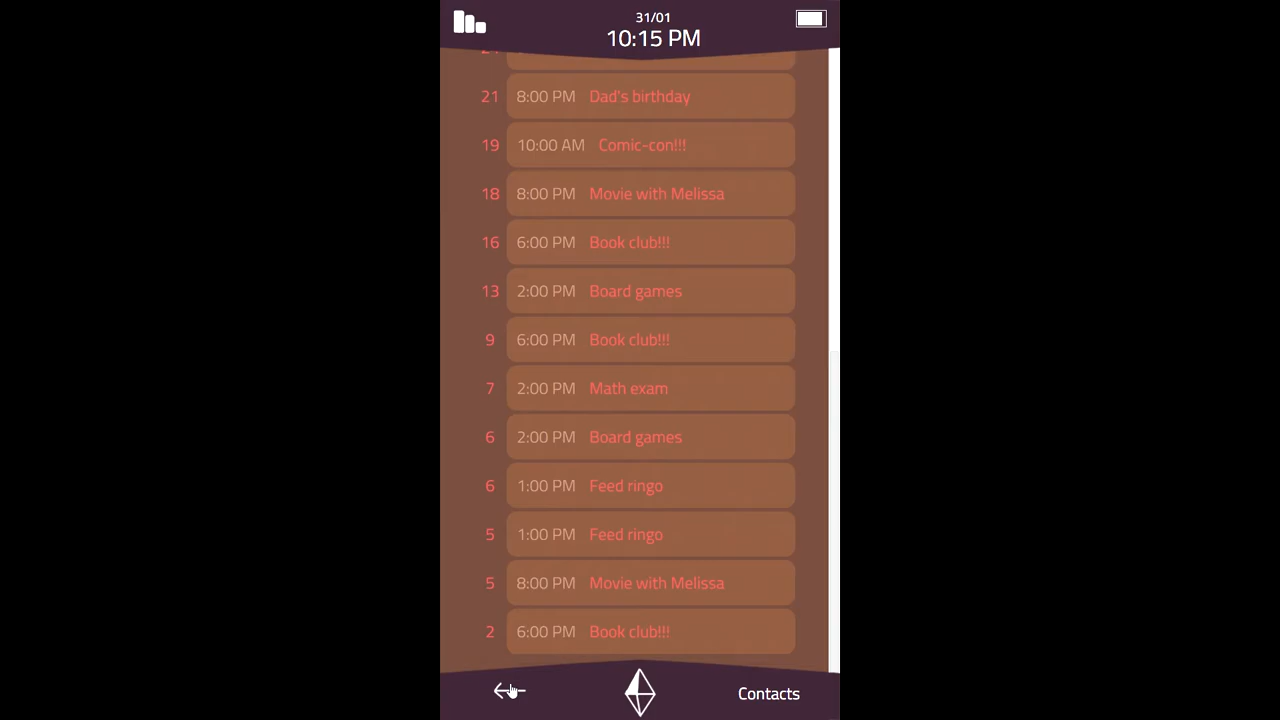 31/01
10:15 PM
21 8:00 PM Dad's birthday
19 10:00 AM Comic-con!!!
18 8:00 PM Movie with Melissa
16 6:00 PM Book club!!!
13 2:00 PM Board games
9 6:00 PM Book club!!!
7 2:00 PM Math exam
6 2:00 PM Board games
6 1:00 PM Feed ringo
5 1:00 PM Feed ringo
5 8:00 PM Movie with Melissa
2 6:00 PM Book club!!!
Contacts